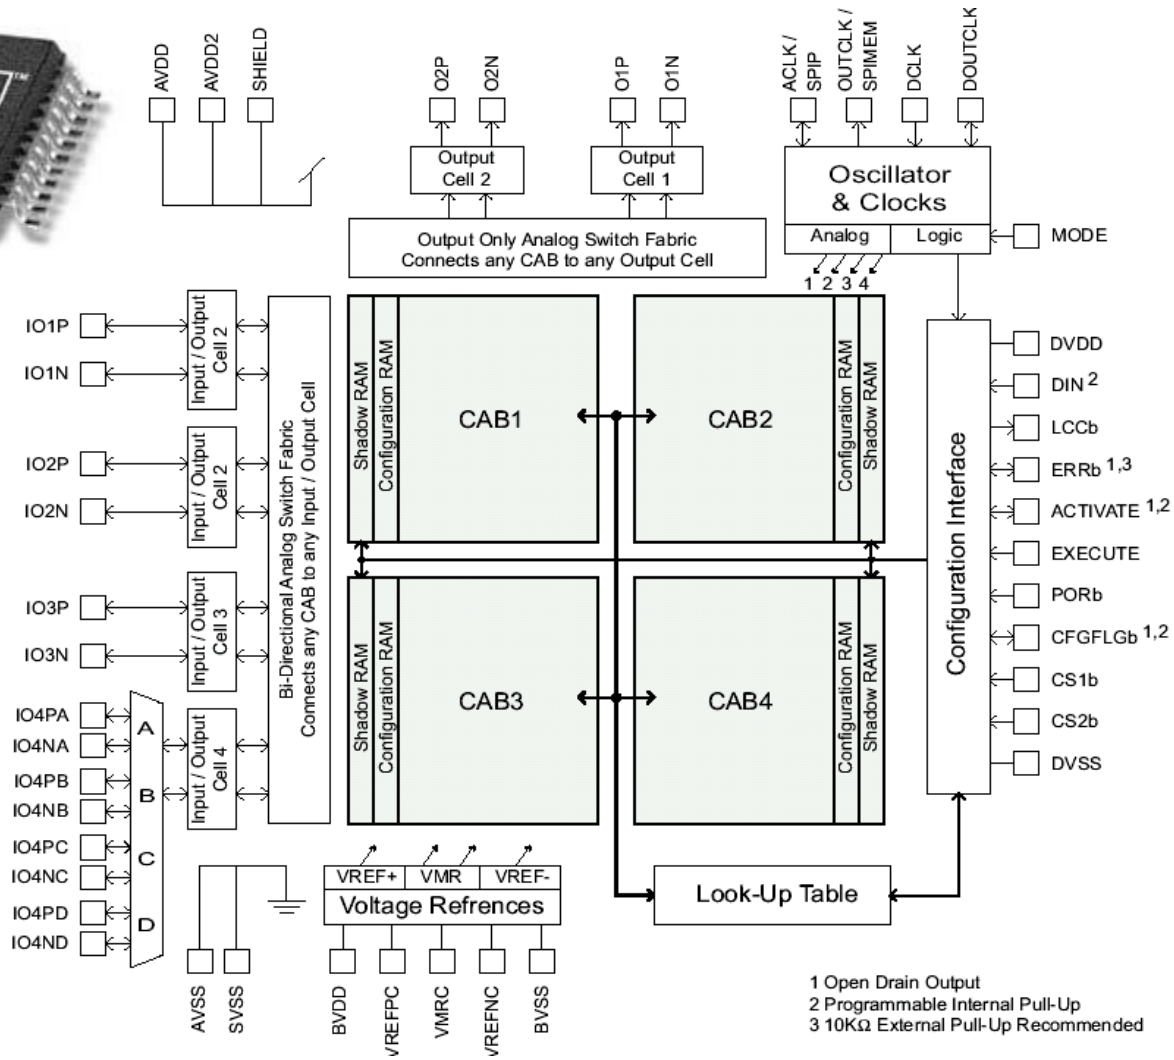 TM
AVDD
AVDD2
SHIELD
O2P
O2N
O1P
O1N
ACLK /
SPIP
OUTCLK /
SPIMEM
DCLK
DOUTCLK
Output
Cell 2
Output
Cell 1
Oscillator
& Clocks
Analog
Logic
MODE
Output Only Analog Switch Fabric
Connects any CAB to any Output Cell
1 2 3 4
IO1P
IO1N
IO2P
IO2N
IO3P
IO3N
IO4PA
IO4NA
IO4PB
IO4NB
IO4PC
IO4NC
IO4PD
IO4ND
A
B
C
D
Input / Output
Cell 2
Input / Output
Cell 2
Input / Output
Cell 3
Input / Output
Cell 4
Bi-Directional Analog Switch Fabric
Connects any CAB to any Input / Output Cell
Shadow RAM
Configuration RAM
CAB1
CAB2
Configuration RAM
Shadow RAM
Shadow RAM
Configuration RAM
CAB3
CAB4
Configuration RAM
Shadow RAM
Configuration Interface
DVDD
DIN 2
LCCb
ERRb 1,3
ACTIVATE 1,2
EXECUTE
PORb
CFGFLGb 1,2
CS1b
CS2b
DVSS
VREF+
VMR
VREF-
Voltage Refrences
Look-Up Table
AVSS
SVSS
BVDD
VREFPC
VMRC
VREFNC
BVSS
1 Open Drain Output
2 Programmable Internal Pull-Up
3 10KΩ External Pull-Up Recommended